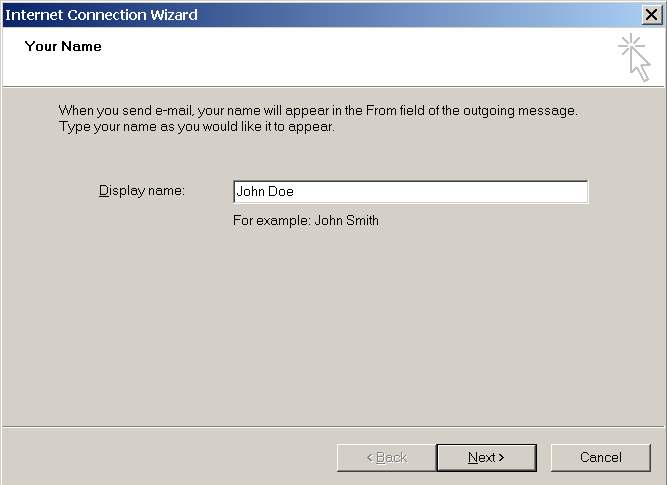 Internet Connection Wizard
Your Name
When you send e-mail, your name will appear in the From field of the outgoing message.
Type your name as you would like it to appear.
Display name: John Doe
For example: John Smith
< Back Next > Cancel